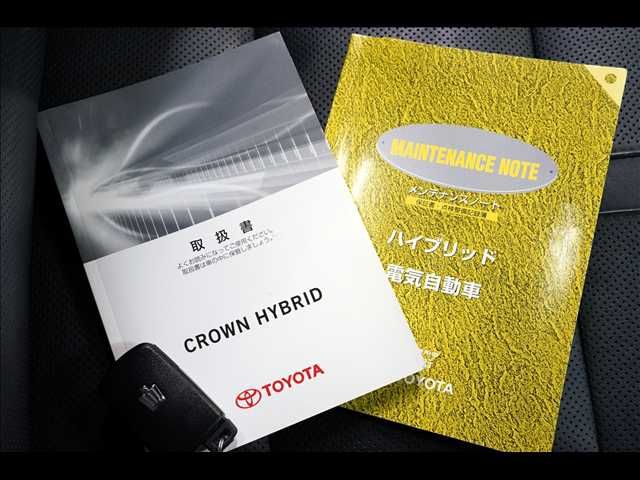 取扱書
よくお読みになってご使用ください。
取扱書は車の中に保管しましょう。
CROWN HYBRID
TOYOTA
MAINTENANCE NOTE
メンテナンスノート
ハイブリッド
電気自動車
TOYOTA